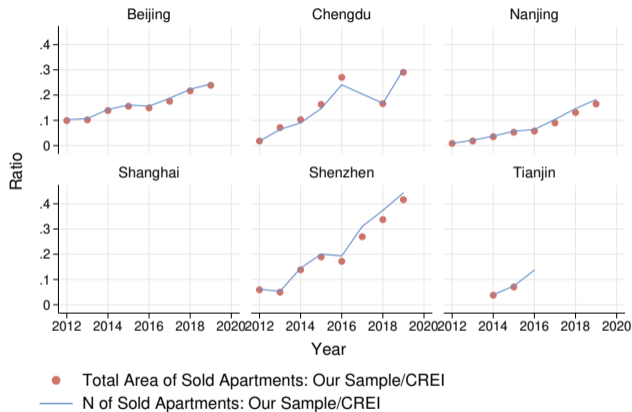 Beijing Chengdu Nanjing
.4
.3
.2
.1
0
Shanghai Shenzhen Tianjin
.4
.3
.2
.1
0
Ratio
2012 2014 2016 2018 2020 2012 2014 2016 2018 2020 2012 2014 2016 2018 2020
Year
Total Area of Sold Apartments: Our Sample/CREI
N of Sold Apartments: Our Sample/CREI